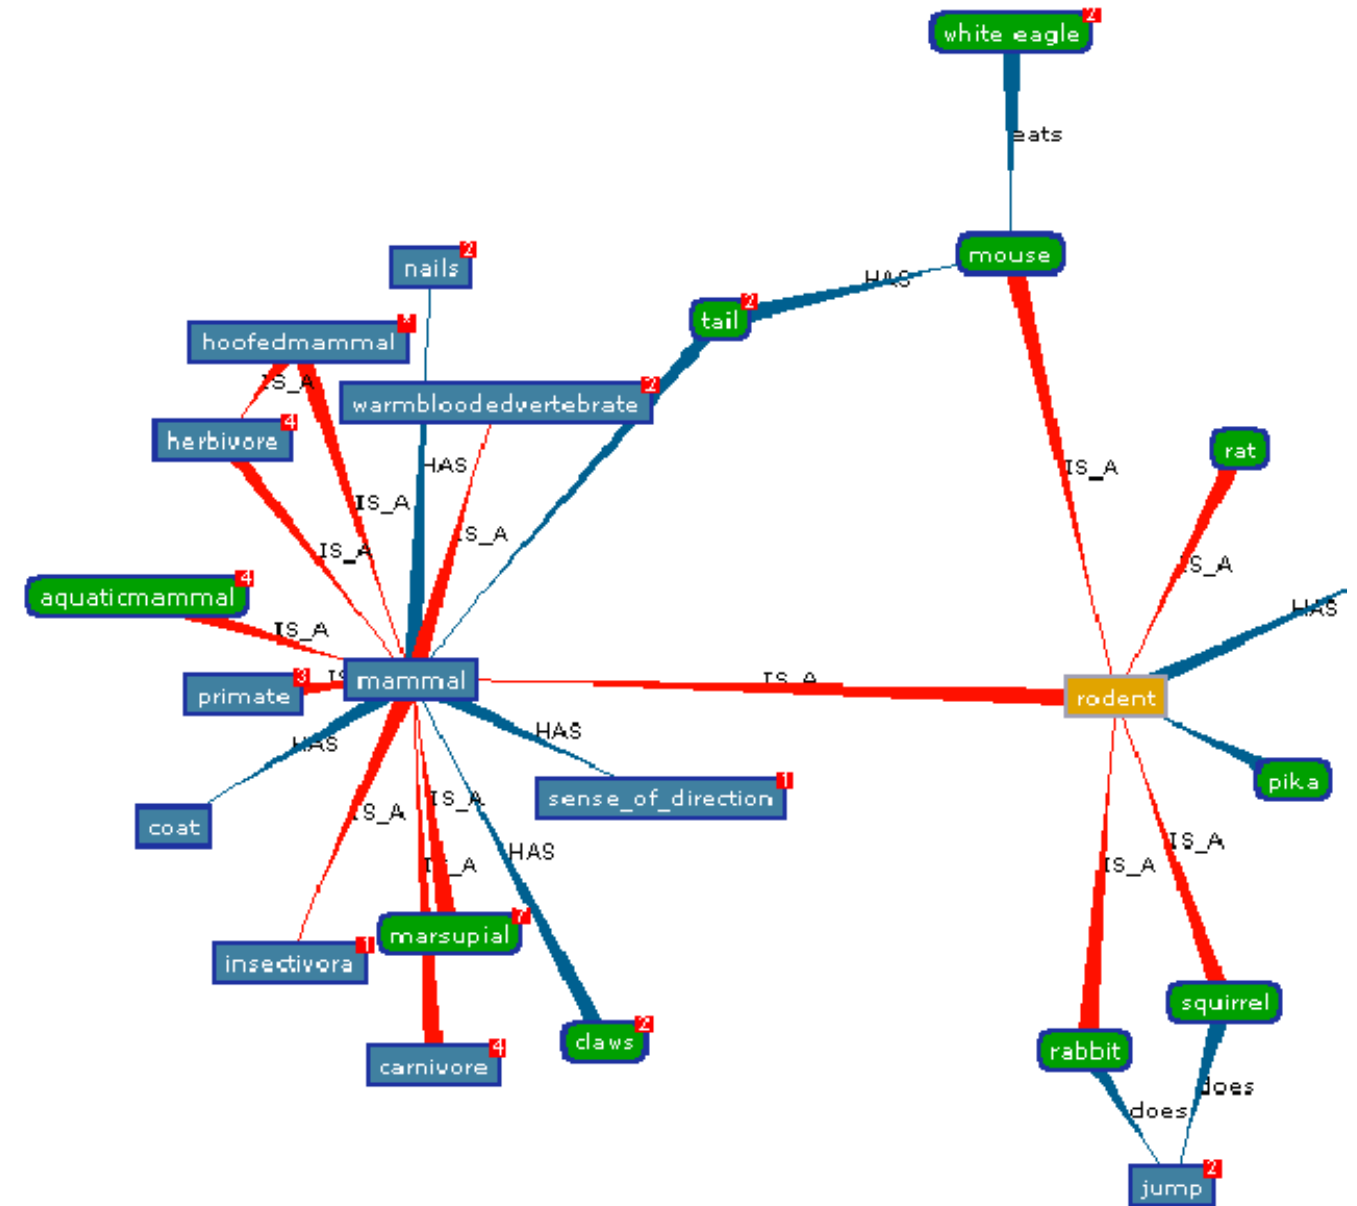 white eagle 2
eats
mouse
HAS
tail 2
nails 2
hoofedmammal
IS_A
warmbloodedvertebrate 2
herbivore 4
HAS
IS_A
IS_A
IS_A
IS_A
rat
IS_A
HAS
aquaticmammal 4
IS_A
primate 3
mammal
IS_A
rodent
HAS
HAS
sense_of_direction 1
pika
coat
IS_A
IS_A
HAS
IS_A
IS_A
IS_A
marsupial 7
insectivora 1
claws 2
carnivore 4
squirrel
rabbit
does
does
jump 2